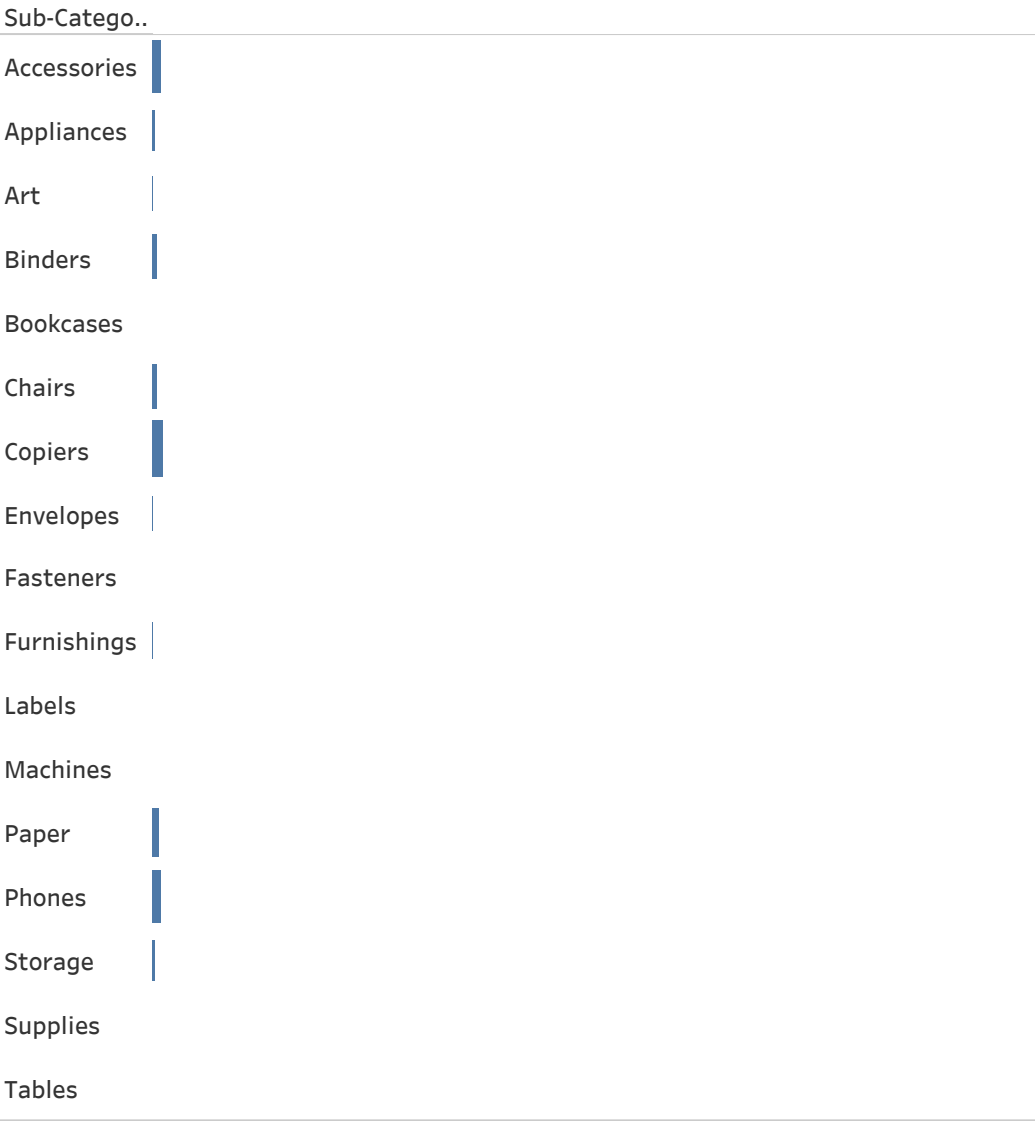 Sub-Catego..
Accessories
Appliances
Art
Binders
Bookcases
Chairs
Copiers
Envelopes
Fasteners
Furnishings
Labels
Machines
Paper
Phones
Storage
Supplies
Tables